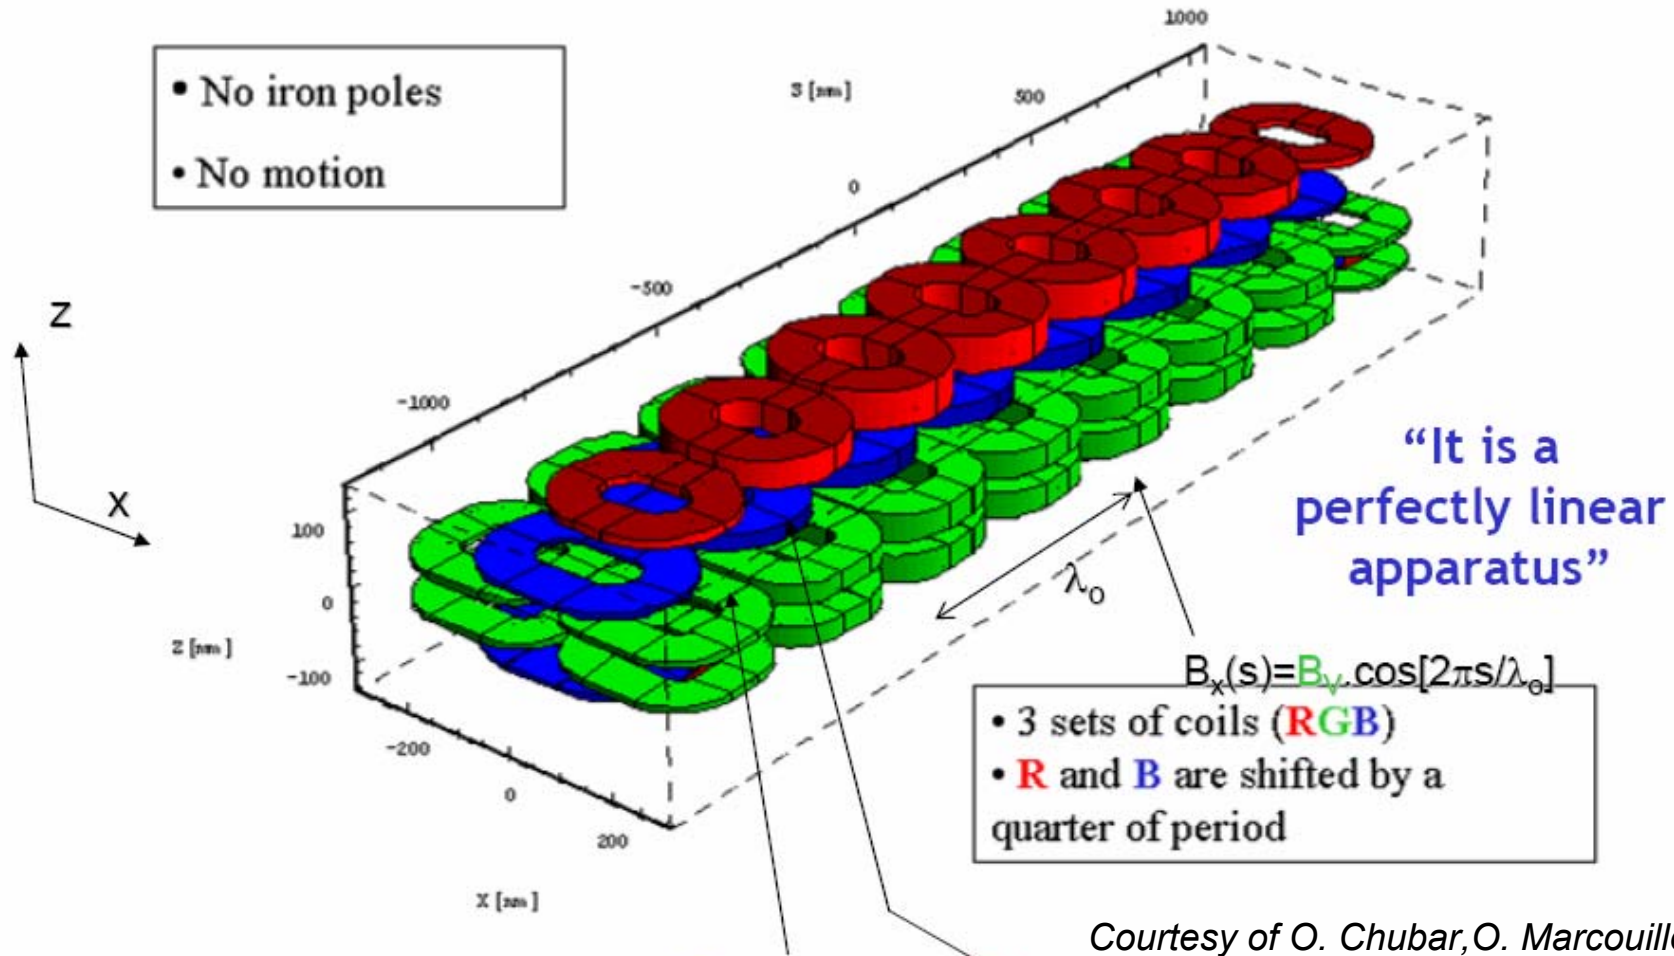 • No iron poles
• No motion
1000
S [mm]
500
0
-500
-1000
Z
X
100
0
-100
Z [mm]
-200
0
200
X [mm]
λo
“It is a
perfectly linear
apparatus”
Bx(s)=BV.cos[2πs/λo]
• 3 sets of coils (RGB)
• R and B are shifted by a
quarter of period
Courtesy of O. Chubar,O.